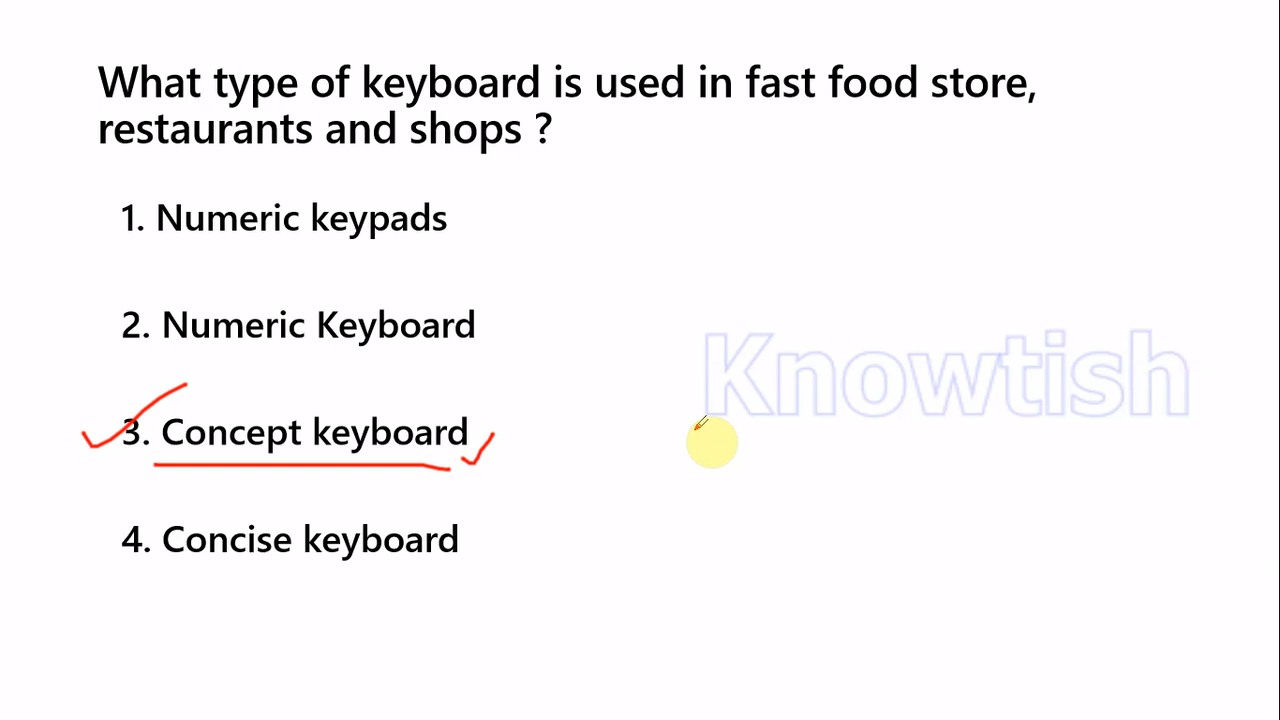 What type of keyboard is used in fast food store,
restaurants and shops ?
1. Numeric keypads
2. Numeric Keyboard
3. Concept keyboard
Knowtish
4. Concise keyboard